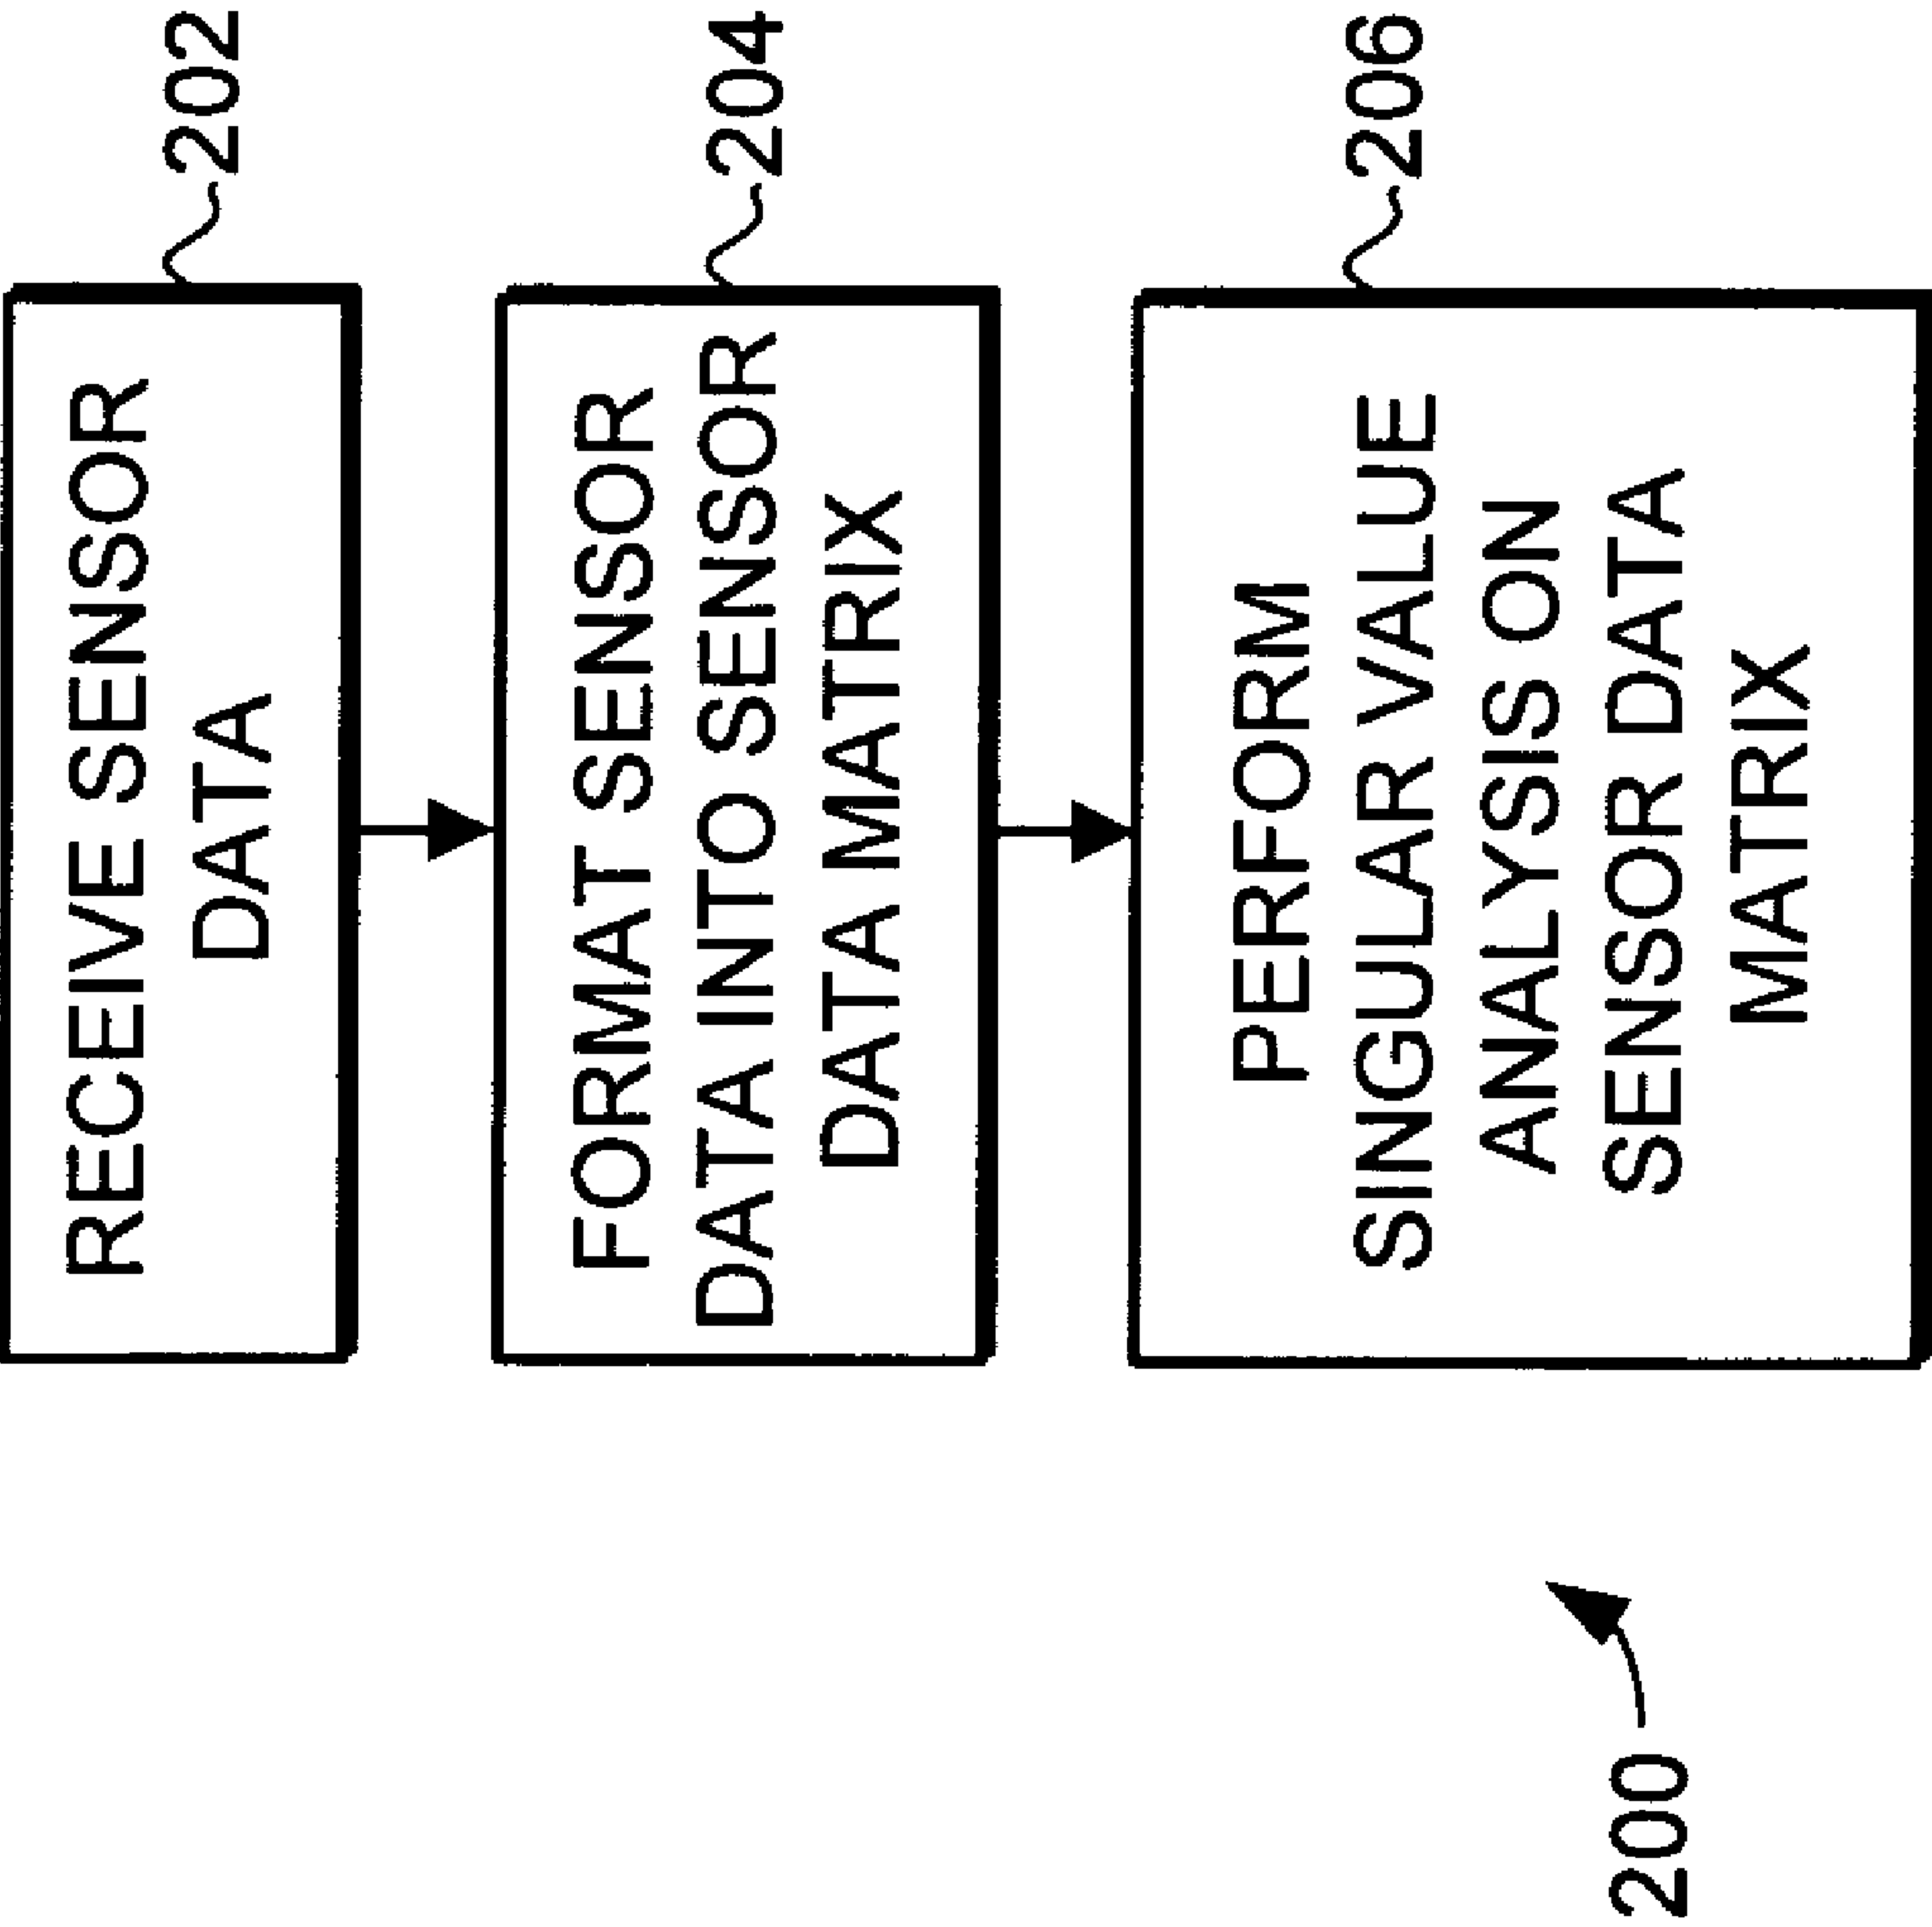 RECEIVE SENSOR
DATA
202
FORMAT SENSOR
DATA INTO SENSOR
DATA MATRIX
204
PERFORM
SINGULAR VALUE
ANALYSIS ON
SENSOR DATA
MATRIX
206
200